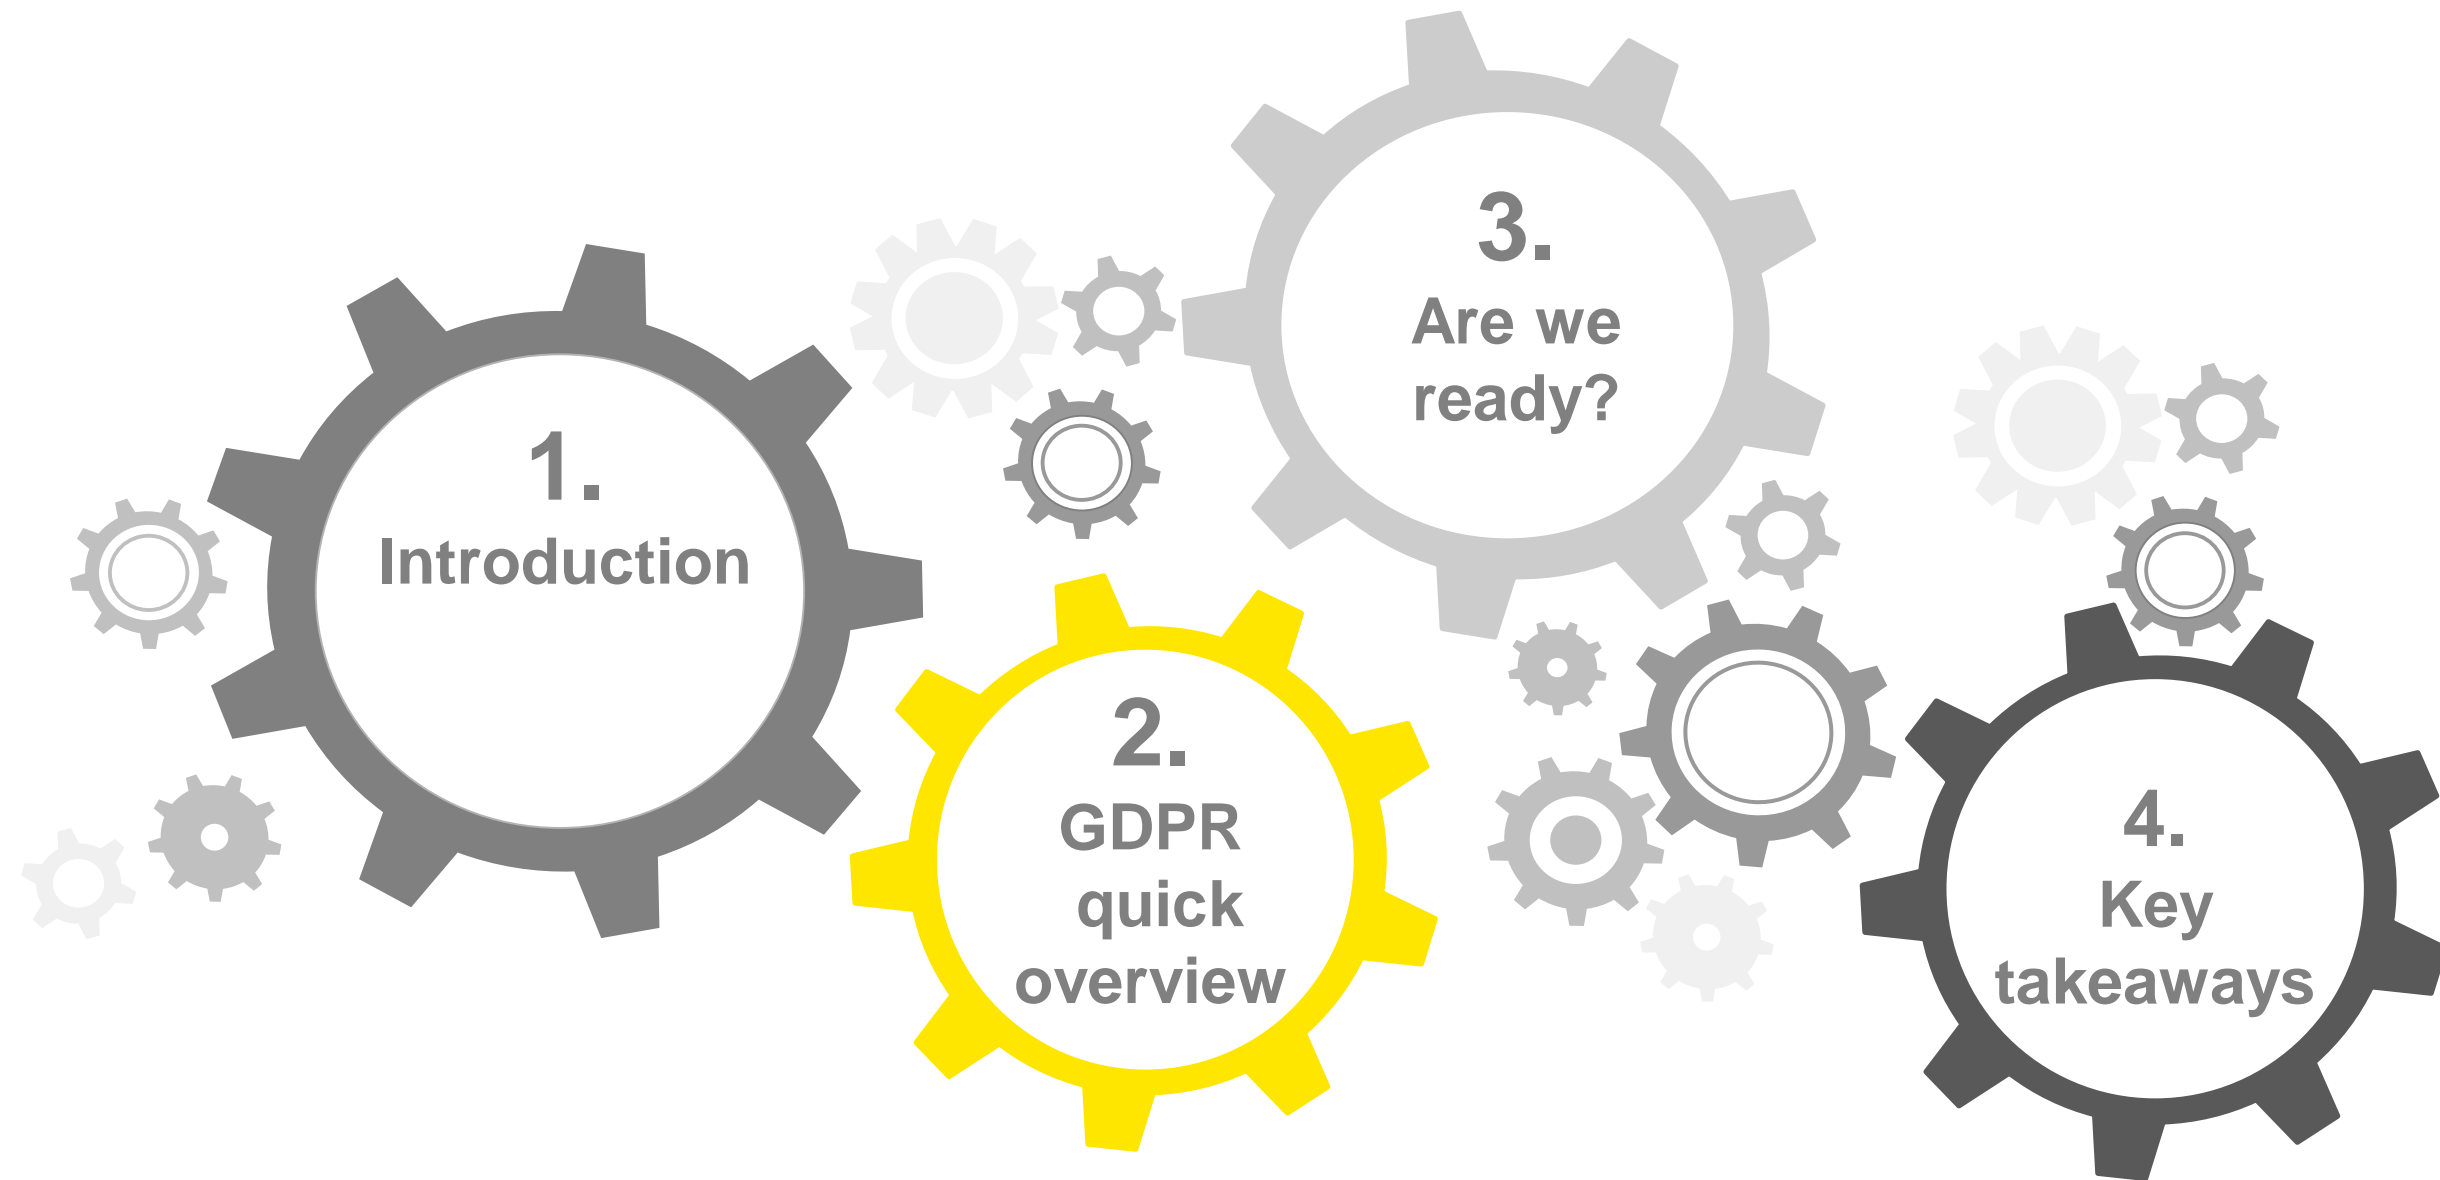 1.
Introduction
2.
GDPR
quick
overview
3.
Are we
ready?
4.
Key
takeaways